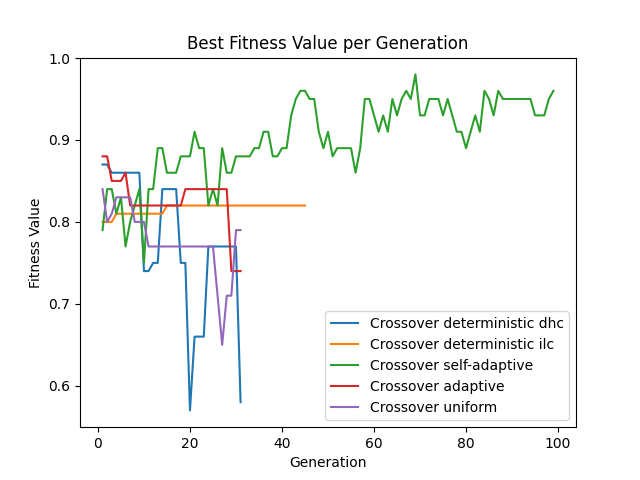 Best Fitness Value per Generation
Fitness Value
1.0
0.9
0.8
0.7
0.6
0
20
40
60
80
100
Generation
Crossover deterministic dhc
Crossover deterministic ilc
Crossover self-adaptive
Crossover adaptive
Crossover uniform